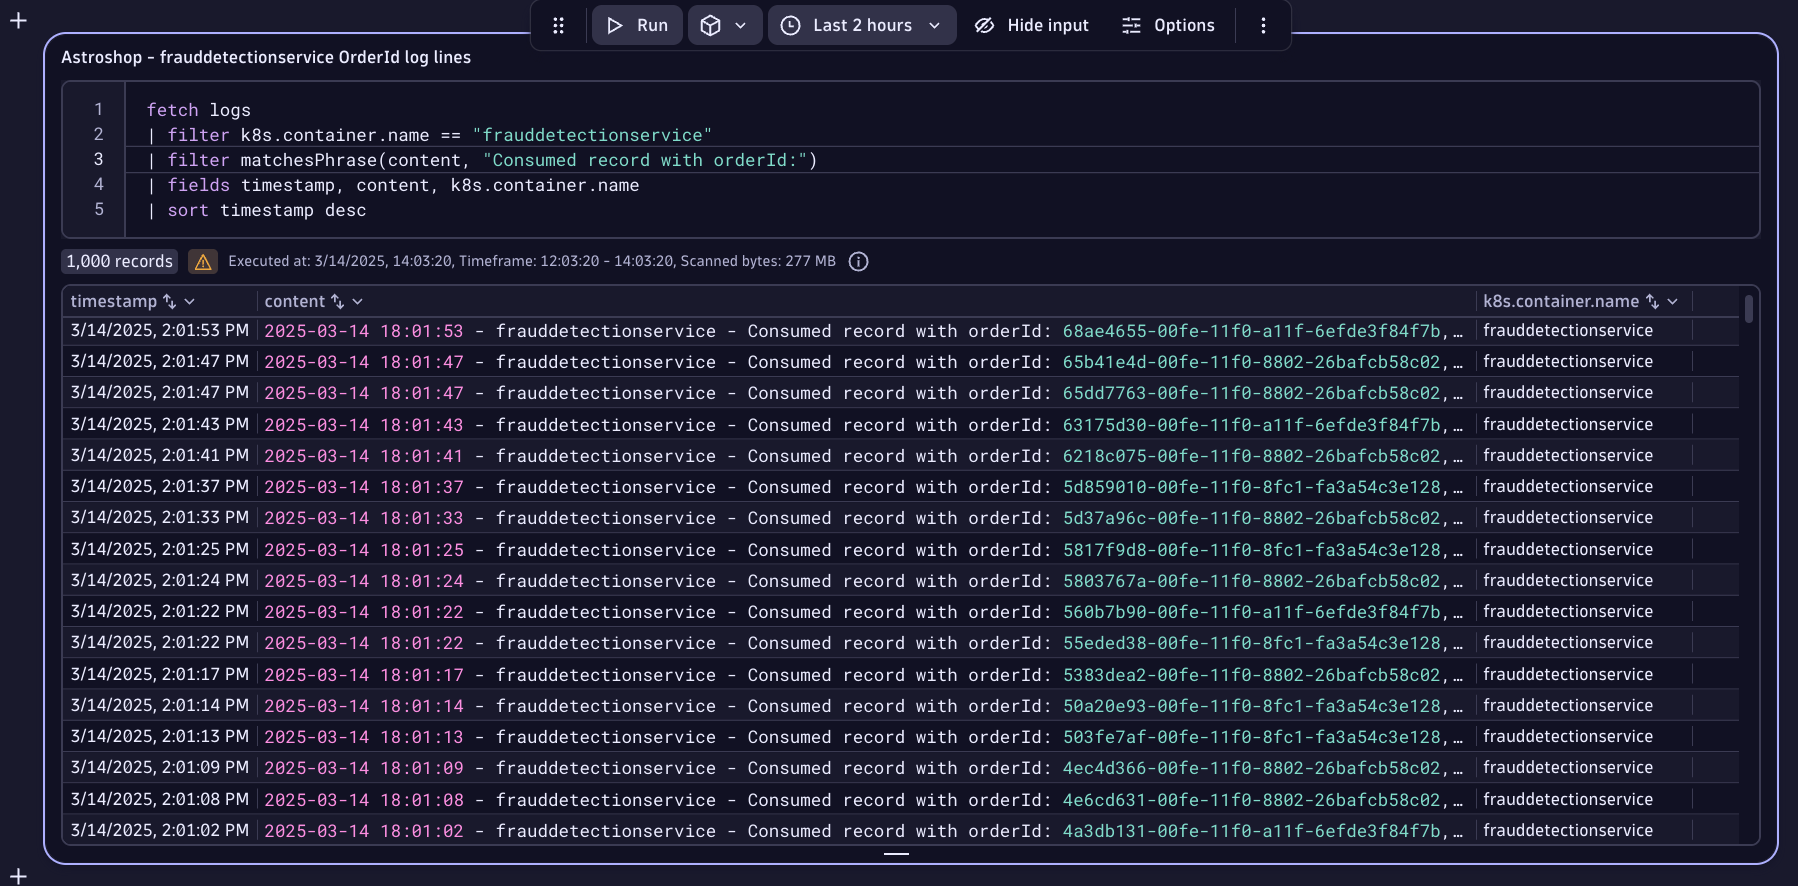 Run
Last 2 hours
Hide input
Options
Astroshop - frauddetectionservice OrderId log lines
1 fetch logs
2 | filter k8s.container.name == "frauddetectionservice"
3 | filter matchesPhrase(content, "Consumed record with orderId:")
4 | fields timestamp, content, k8s.container.name
5 | sort timestamp desc
1,000 records Executed at: 3/14/2025, 14:03:20, Timeframe: 12:03:20 - 14:03:20, Scanned bytes: 277 MB
timestamp content k8s.container.name
3/14/2025, 2:01:53 PM 2025-03-14 18:01:53 - frauddetectionservice - Consumed record with orderId: 68ae4655-00fe-11f0-a11f-6efde3f84f7b,… frauddetectionservice
3/14/2025, 2:01:47 PM 2025-03-14 18:01:47 - frauddetectionservice - Consumed record with orderId: 65b41e4d-00fe-11f0-8802-26bafcb58c02,… frauddetectionservice
3/14/2025, 2:01:47 PM 2025-03-14 18:01:47 - frauddetectionservice - Consumed record with orderId: 65dd7763-00fe-11f0-8802-26bafcb58c02,… frauddetectionservice
3/14/2025, 2:01:43 PM 2025-03-14 18:01:43 - frauddetectionservice - Consumed record with orderId: 63175d30-00fe-11f0-a11f-6efde3f84f7b,… frauddetectionservice
3/14/2025, 2:01:41 PM 2025-03-14 18:01:41 - frauddetectionservice - Consumed record with orderId: 6218c075-00fe-11f0-8802-26bafcb58c02,… frauddetectionservice
3/14/2025, 2:01:37 PM 2025-03-14 18:01:37 - frauddetectionservice - Consumed record with orderId: 5d859010-00fe-11f0-8fc1-fa3a54c3e128,… frauddetectionservice
3/14/2025, 2:01:33 PM 2025-03-14 18:01:33 - frauddetectionservice - Consumed record with orderId: 5d37a96c-00fe-11f0-8802-26bafcb58c02,… frauddetectionservice
3/14/2025, 2:01:25 PM 2025-03-14 18:01:25 - frauddetectionservice - Consumed record with orderId: 5817f9d8-00fe-11f0-8fc1-fa3a54c3e128,… frauddetectionservice
3/14/2025, 2:01:24 PM 2025-03-14 18:01:24 - frauddetectionservice - Consumed record with orderId: 5803767a-00fe-11f0-8802-26bafcb58c02,… frauddetectionservice
3/14/2025, 2:01:22 PM 2025-03-14 18:01:22 - frauddetectionservice - Consumed record with orderId: 560b7b90-00fe-11f0-a11f-6efde3f84f7b,… frauddetectionservice
3/14/2025, 2:01:22 PM 2025-03-14 18:01:22 - frauddetectionservice - Consumed record with orderId: 55eded38-00fe-11f0-8fc1-fa3a54c3e128,… frauddetectionservice
3/14/2025, 2:01:17 PM 2025-03-14 18:01:17 - frauddetectionservice - Consumed record with orderId: 5383dea2-00fe-11f0-8802-26bafcb58c02,… frauddetectionservice
3/14/2025, 2:01:14 PM 2025-03-14 18:01:14 - frauddetectionservice - Consumed record with orderId: 50a20e93-00fe-11f0-8fc1-fa3a54c3e128,… frauddetectionservice
3/14/2025, 2:01:13 PM 2025-03-14 18:01:13 - frauddetectionservice - Consumed record with orderId: 503fe7af-00fe-11f0-8fc1-fa3a54c3e128,… frauddetectionservice
3/14/2025, 2:01:09 PM 2025-03-14 18:01:09 - frauddetectionservice - Consumed record with orderId: 4ec4d366-00fe-11f0-8802-26bafcb58c02,… frauddetectionservice
3/14/2025, 2:01:08 PM 2025-03-14 18:01:08 - frauddetectionservice - Consumed record with orderId: 4e6cd631-00fe-11f0-8802-26bafcb58c02,… frauddetectionservice
3/14/2025, 2:01:02 PM 2025-03-14 18:01:02 - frauddetectionservice - Consumed record with orderId: 4a3db131-00fe-11f0-a11f-6efde3f84f7b,… frauddetectionservice